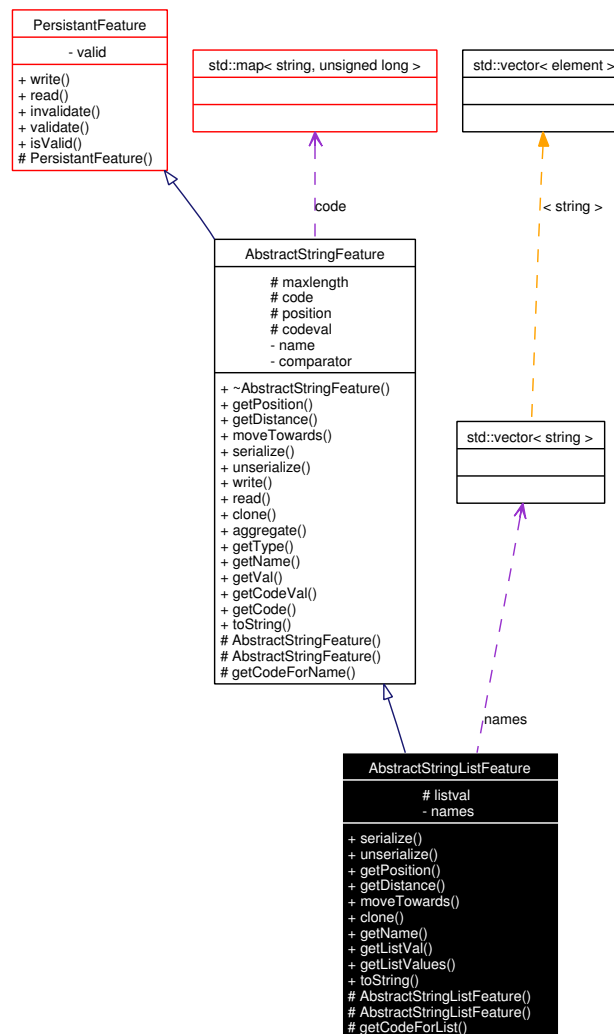 PersistantFeature
- valid
+ write()
+ read()
+ invalidate()
+ validate()
+ isValid()
# PersistantFeature()
std::map< string, unsigned long >
std::vector< element >
code
< string >
AbstractStringFeature
# maxlength
# code
# position
# codeval
- name
- comparator
+ ~AbstractStringFeature()
+ getPosition()
+ getDistance()
+ moveTowards()
+ serialize()
+ unserialize()
+ write()
+ read()
+ clone()
+ aggregate()
+ getType()
+ getName()
+ getVal()
+ getCodeVal()
+ getCode()
+ toString()
# AbstractStringFeature()
# AbstractStringFeature()
# getCodeForName()
std::vector< string >
names
AbstractStringListFeature
# listval
- names
+ serialize()
+ unserialize()
+ getPosition()
+ getDistance()
+ moveTowards()
+ clone()
+ getName()
+ getListVal()
+ getListValues()
+ toString()
# AbstractStringListFeature()
# AbstractStringListFeature()
# getCodeForList()